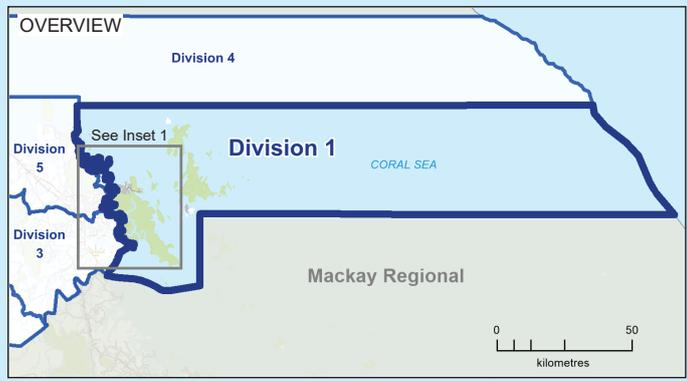 OVERVIEW
Division 4
See Inset 1
Division 1
CORAL SEA
Division
5
Division
3
Mackay Regional
0 50
kilometres